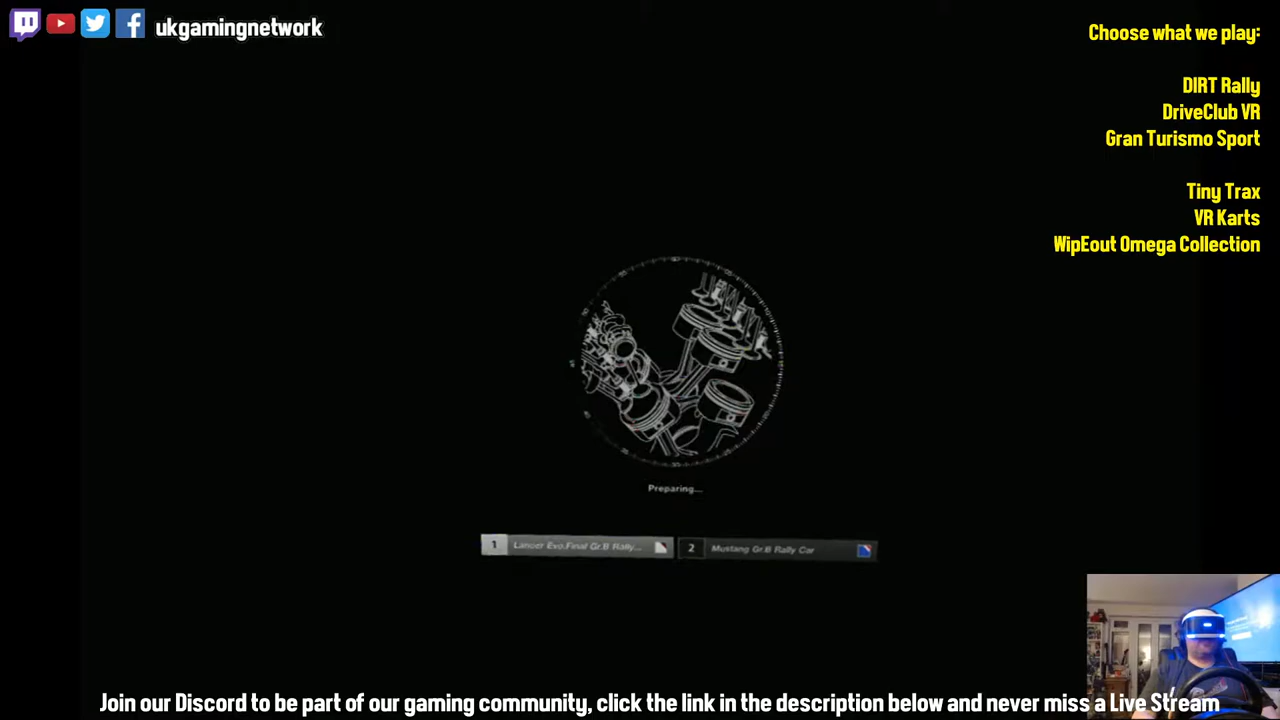 ukgamingnetwork
Choose what we play:
DIRT Rally
DriveClub VR
Gran Turismo Sport
Tiny Trax
VR Karts
WipEout Omega Collection
Preparing...
1 Lancer Evo.Final Gr.B Rally... 2 Mustang Gr.B Rally Car
Join our Discord to be part of our gaming community, click the link in the description below and never miss a Live Stream